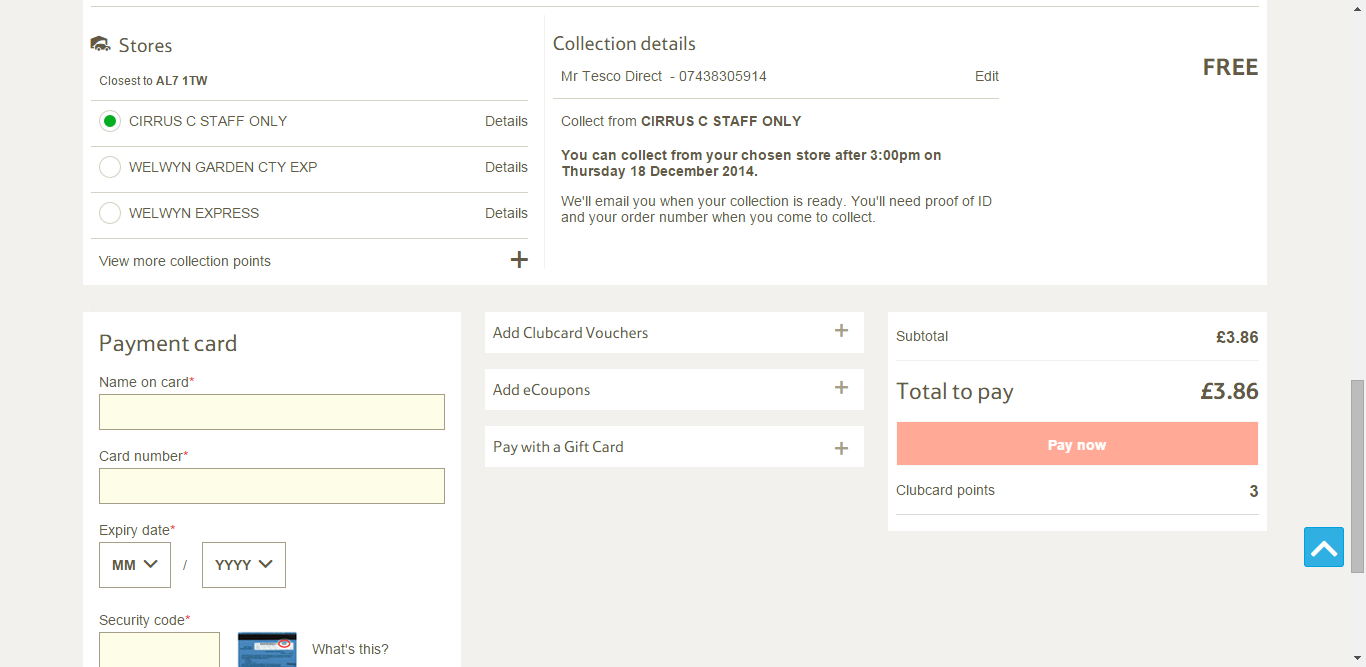 Stores
Closest to AL7 1TW
CIRRUS C STAFF ONLY Details
WELWYN GARDEN CTY EXP Details
WELWYN EXPRESS Details
View more collection points
Collection details
Mr Tesco Direct - 07438305914 Edit
Collect from CIRRUS C STAFF ONLY
You can collect from your chosen store after 3:00pm on
Thursday 18 December 2014.
We'll email you when your collection is ready. You'll need proof of ID
and your order number when you come to collect.
FREE
Payment card
Name on card*
Card number*
Expiry date*
MM / YYYY
Security code*
What's this?
Add Clubcard Vouchers
Add eCoupons
Pay with a Gift Card
Subtotal £3.86
Total to pay £3.86
Pay now
Clubcard points 3